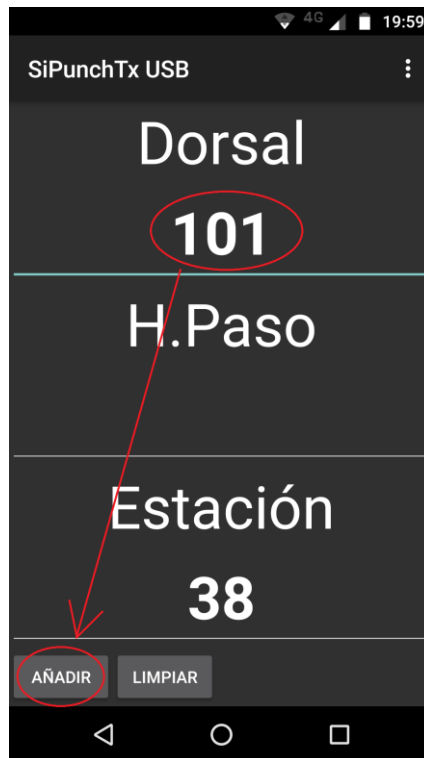 4G 19:59
SiPunchTx USB
Dorsal
101
H.Paso
Estación
38
AÑADIR LIMPIAR